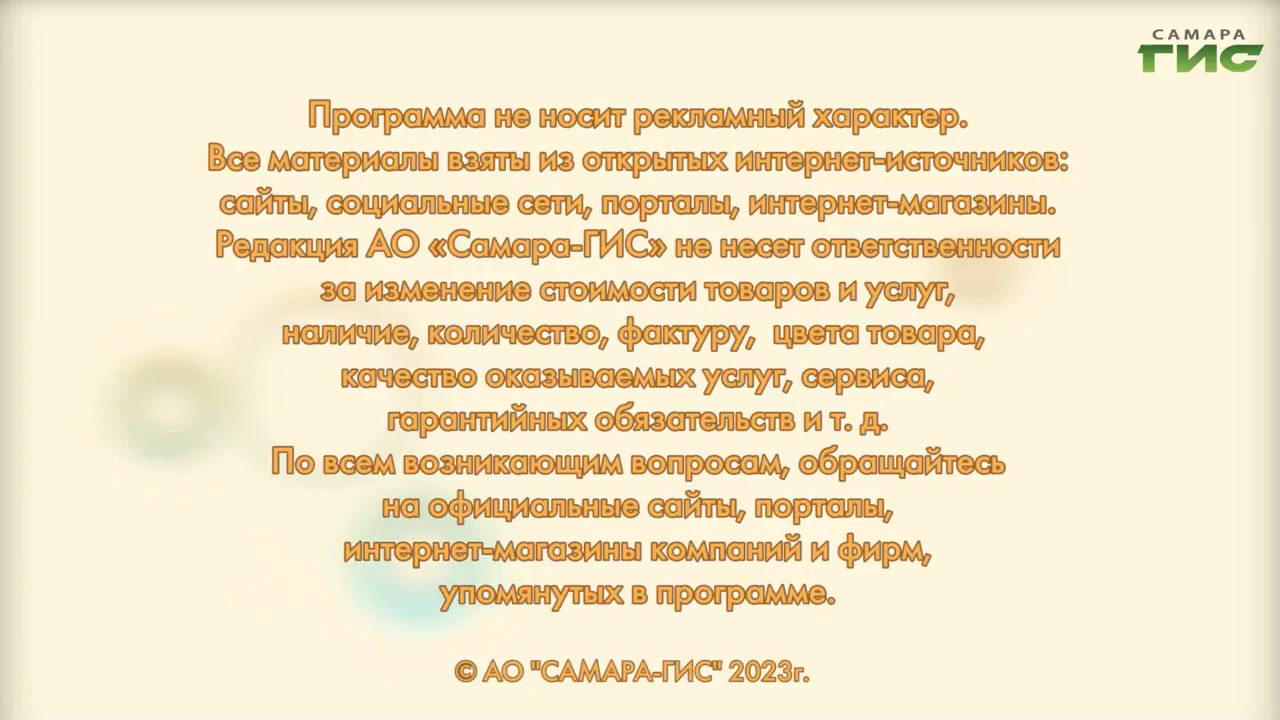 САМАРА
ГИС
Программа не носит рекламный характер.
Все материалы взяты из открытых интернет-источников:
сайты, социальные сети, порталы, интернет-магазины.
Редакция АО «Самара-ГИС» не несет ответственности
за изменение стоимости товаров и услуг,
наличие, количество, фактуру, цвета товара,
качество оказываемых услуг, сервиса,
гарантийных обязательств и т. д.
По всем возникающим вопросам, обращайтесь
на официальные сайты, порталы,
интернет-магазины компаний и фирм,
упомянутых в программе.
© АО "САМАРА-ГИС" 2023г.